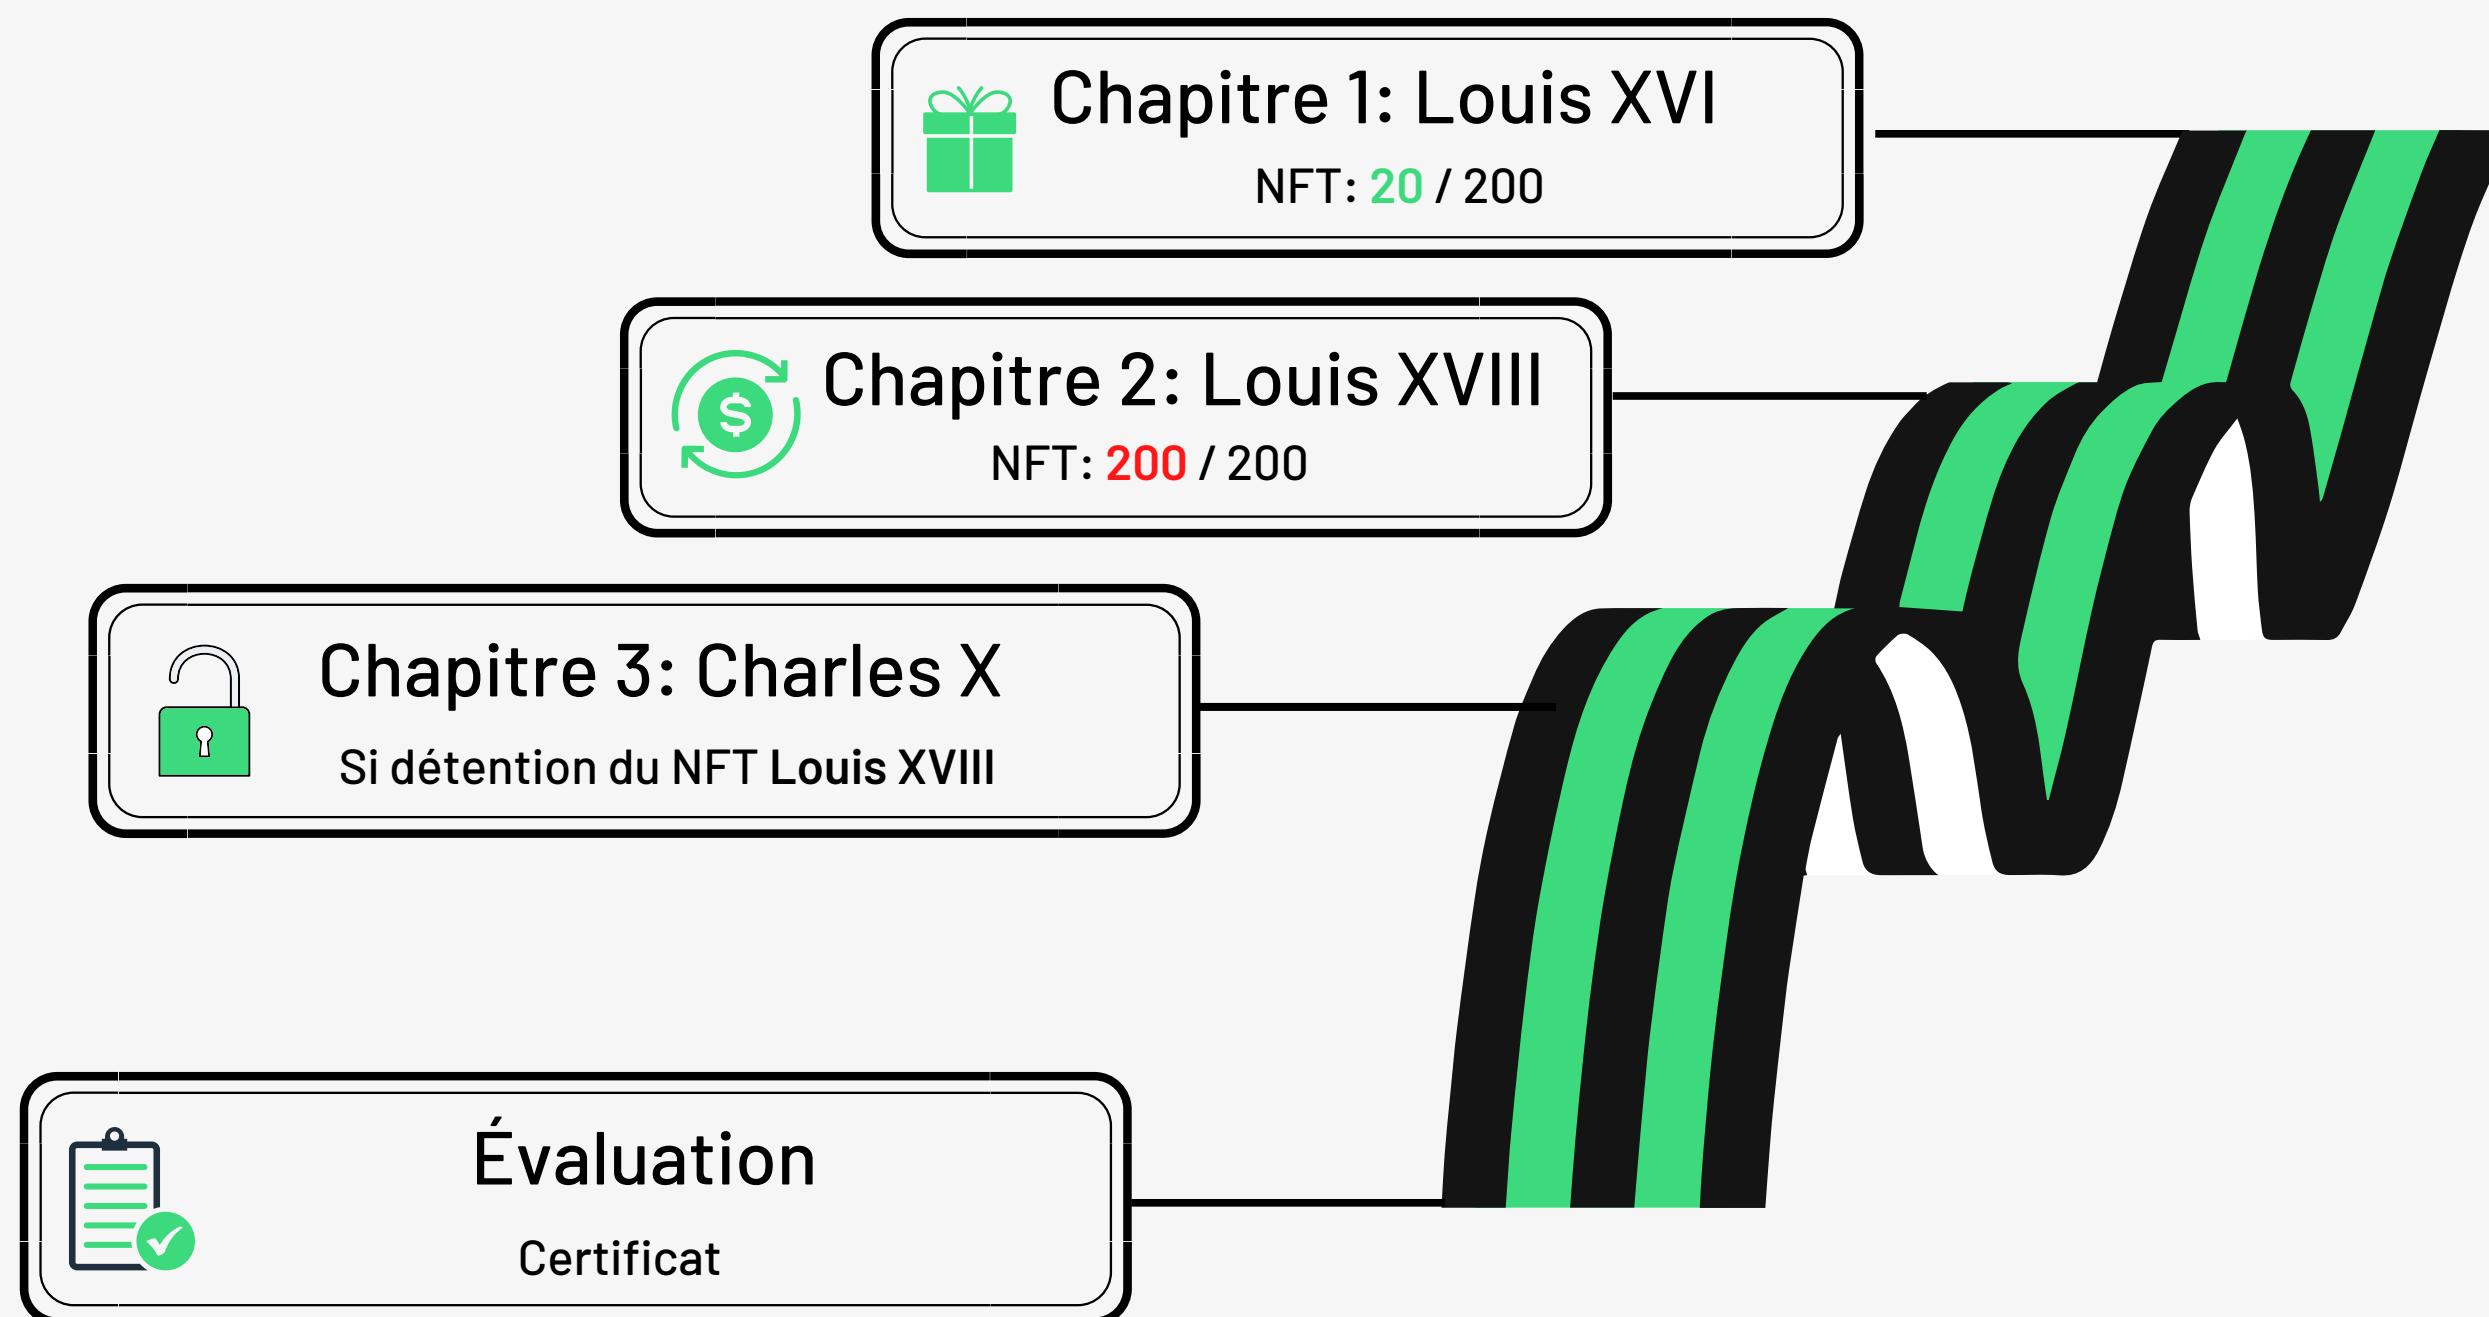 Chapitre 1: Louis XVI
NFT: 20 / 200
Chapitre 2: Louis XVIII
$
NFT: 200 / 200
Chapitre 3: Charles X
Si détention du NFT Louis XVIII
Évaluation
Certificat